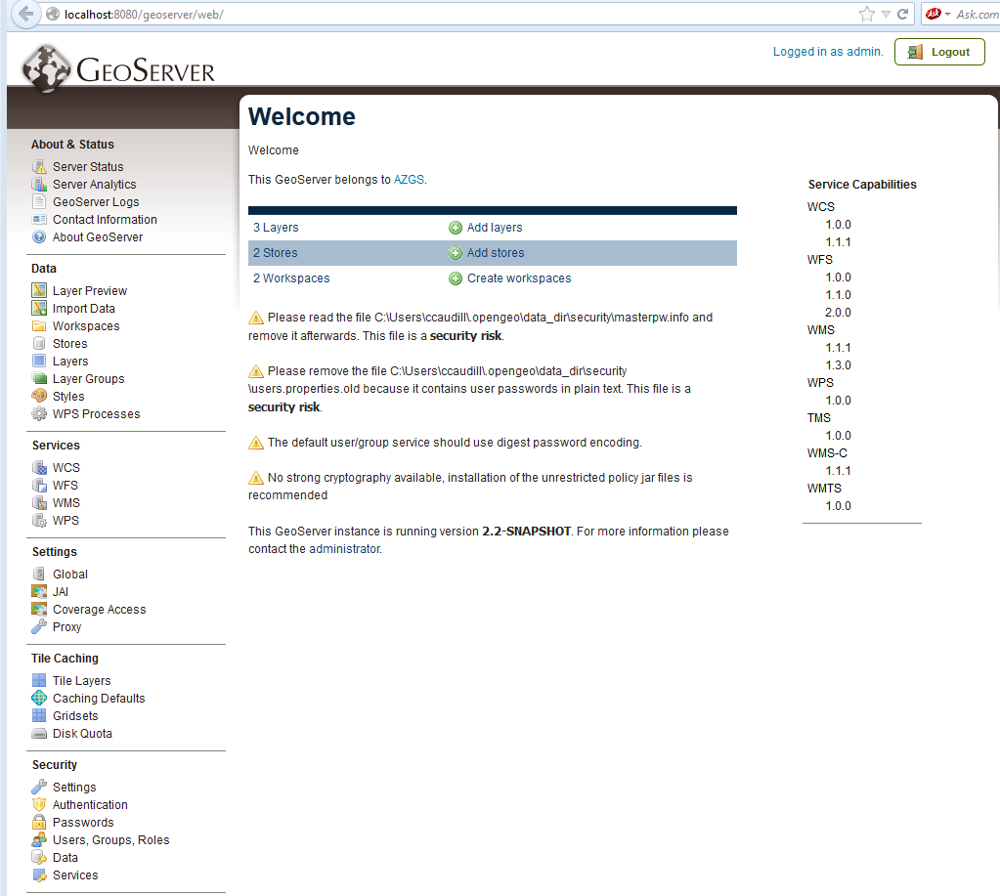 localhost:8080/geoserver/web/
Ask Ask.com
GEOSERVER
Logged in as admin.
Logout
About & Status
Server Status
Server Analytics
GeoServer Logs
Contact Information
About GeoServer
Data
Layer Preview
Import Data
Workspaces
Stores
Layers
Layer Groups
Styles
WPS Processes
Services
WCS
WFS
WMS
WPS
Settings
Global
JAI
Coverage Access
Proxy
Tile Caching
Tile Layers
Caching Defaults
Gridsets
Disk Quota
Security
Settings
Authentication
Passwords
Users, Groups, Roles
Data
Services
Welcome
Welcome
This GeoServer belongs to AZGS.
3 Layers Add layers
2 Stores Add stores
2 Workspaces Create workspaces
Please read the file C:\Users\ccaudill\.opengeo\data_dir\security\masterpw.info and
remove it afterwards. This file is a security risk.
Please remove the file C:\Users\ccaudill\.opengeo\data_dir\security
\users.properties.old because it contains user passwords in plain text. This file is a
security risk.
The default user/group service should use digest password encoding.
No strong cryptography available, installation of the unrestricted policy jar files is
recommended
This GeoServer instance is running version 2.2-SNAPSHOT. For more information please
contact the administrator.
Service Capabilities
WCS
1.0.0
1.1.1
WFS
1.0.0
1.1.0
2.0.0
WMS
1.1.1
1.3.0
WPS
1.0.0
TMS
1.0.0
WMS-C
1.1.1
WMTS
1.0.0